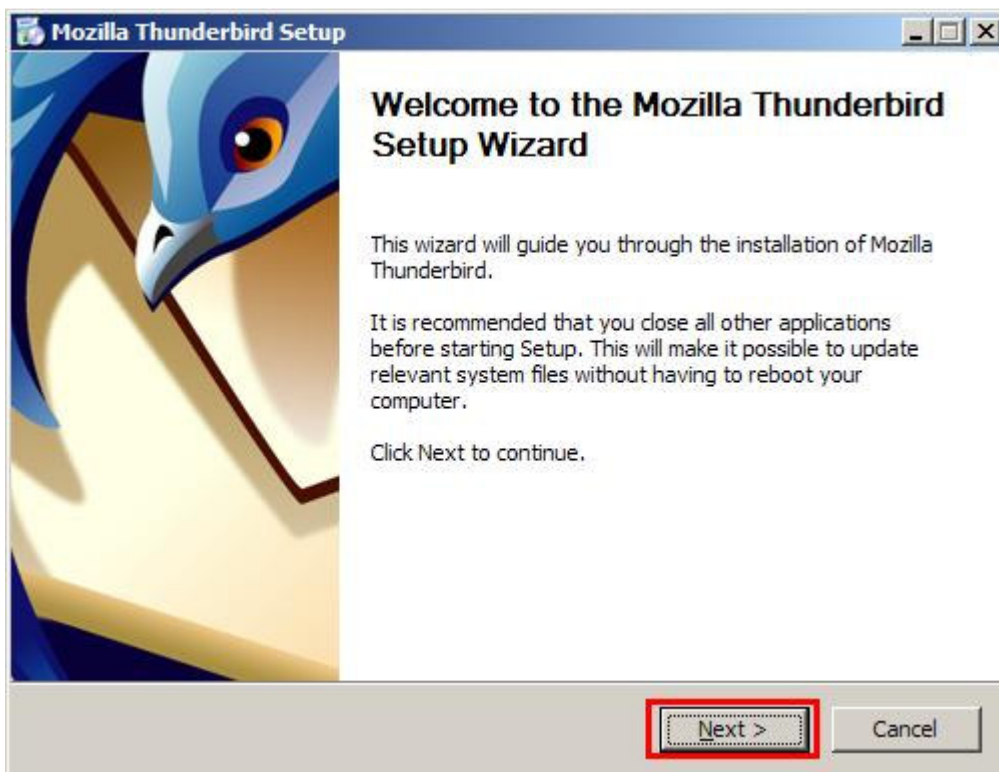 Mozilla Thunderbird Setup
Welcome to the Mozilla Thunderbird
Setup Wizard
This wizard will guide you through the installation of Mozilla
Thunderbird.
It is recommended that you close all other applications
before starting Setup. This will make it possible to update
relevant system files without having to reboot your
computer.
Click Next to continue.
Next >
Cancel